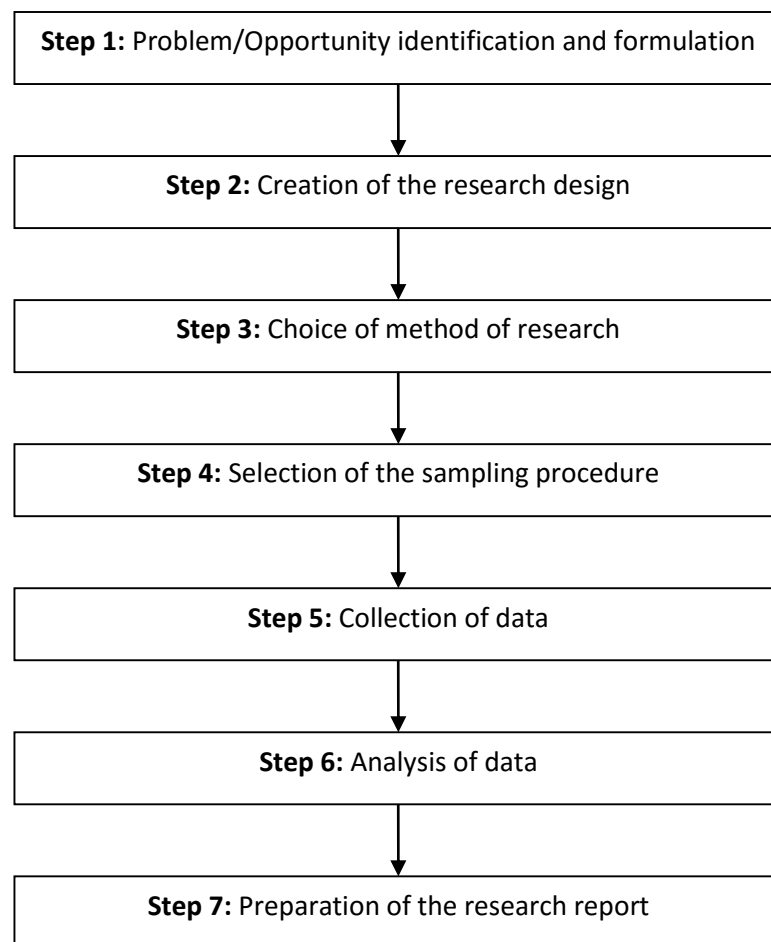 Step 1: Problem/Opportunity identification and formulation
Step 2: Creation of the research design
Step 3: Choice of method of research
Step 4: Selection of the sampling procedure
Step 5: Collection of data
Step 6: Analysis of data
Step 7: Preparation of the research report